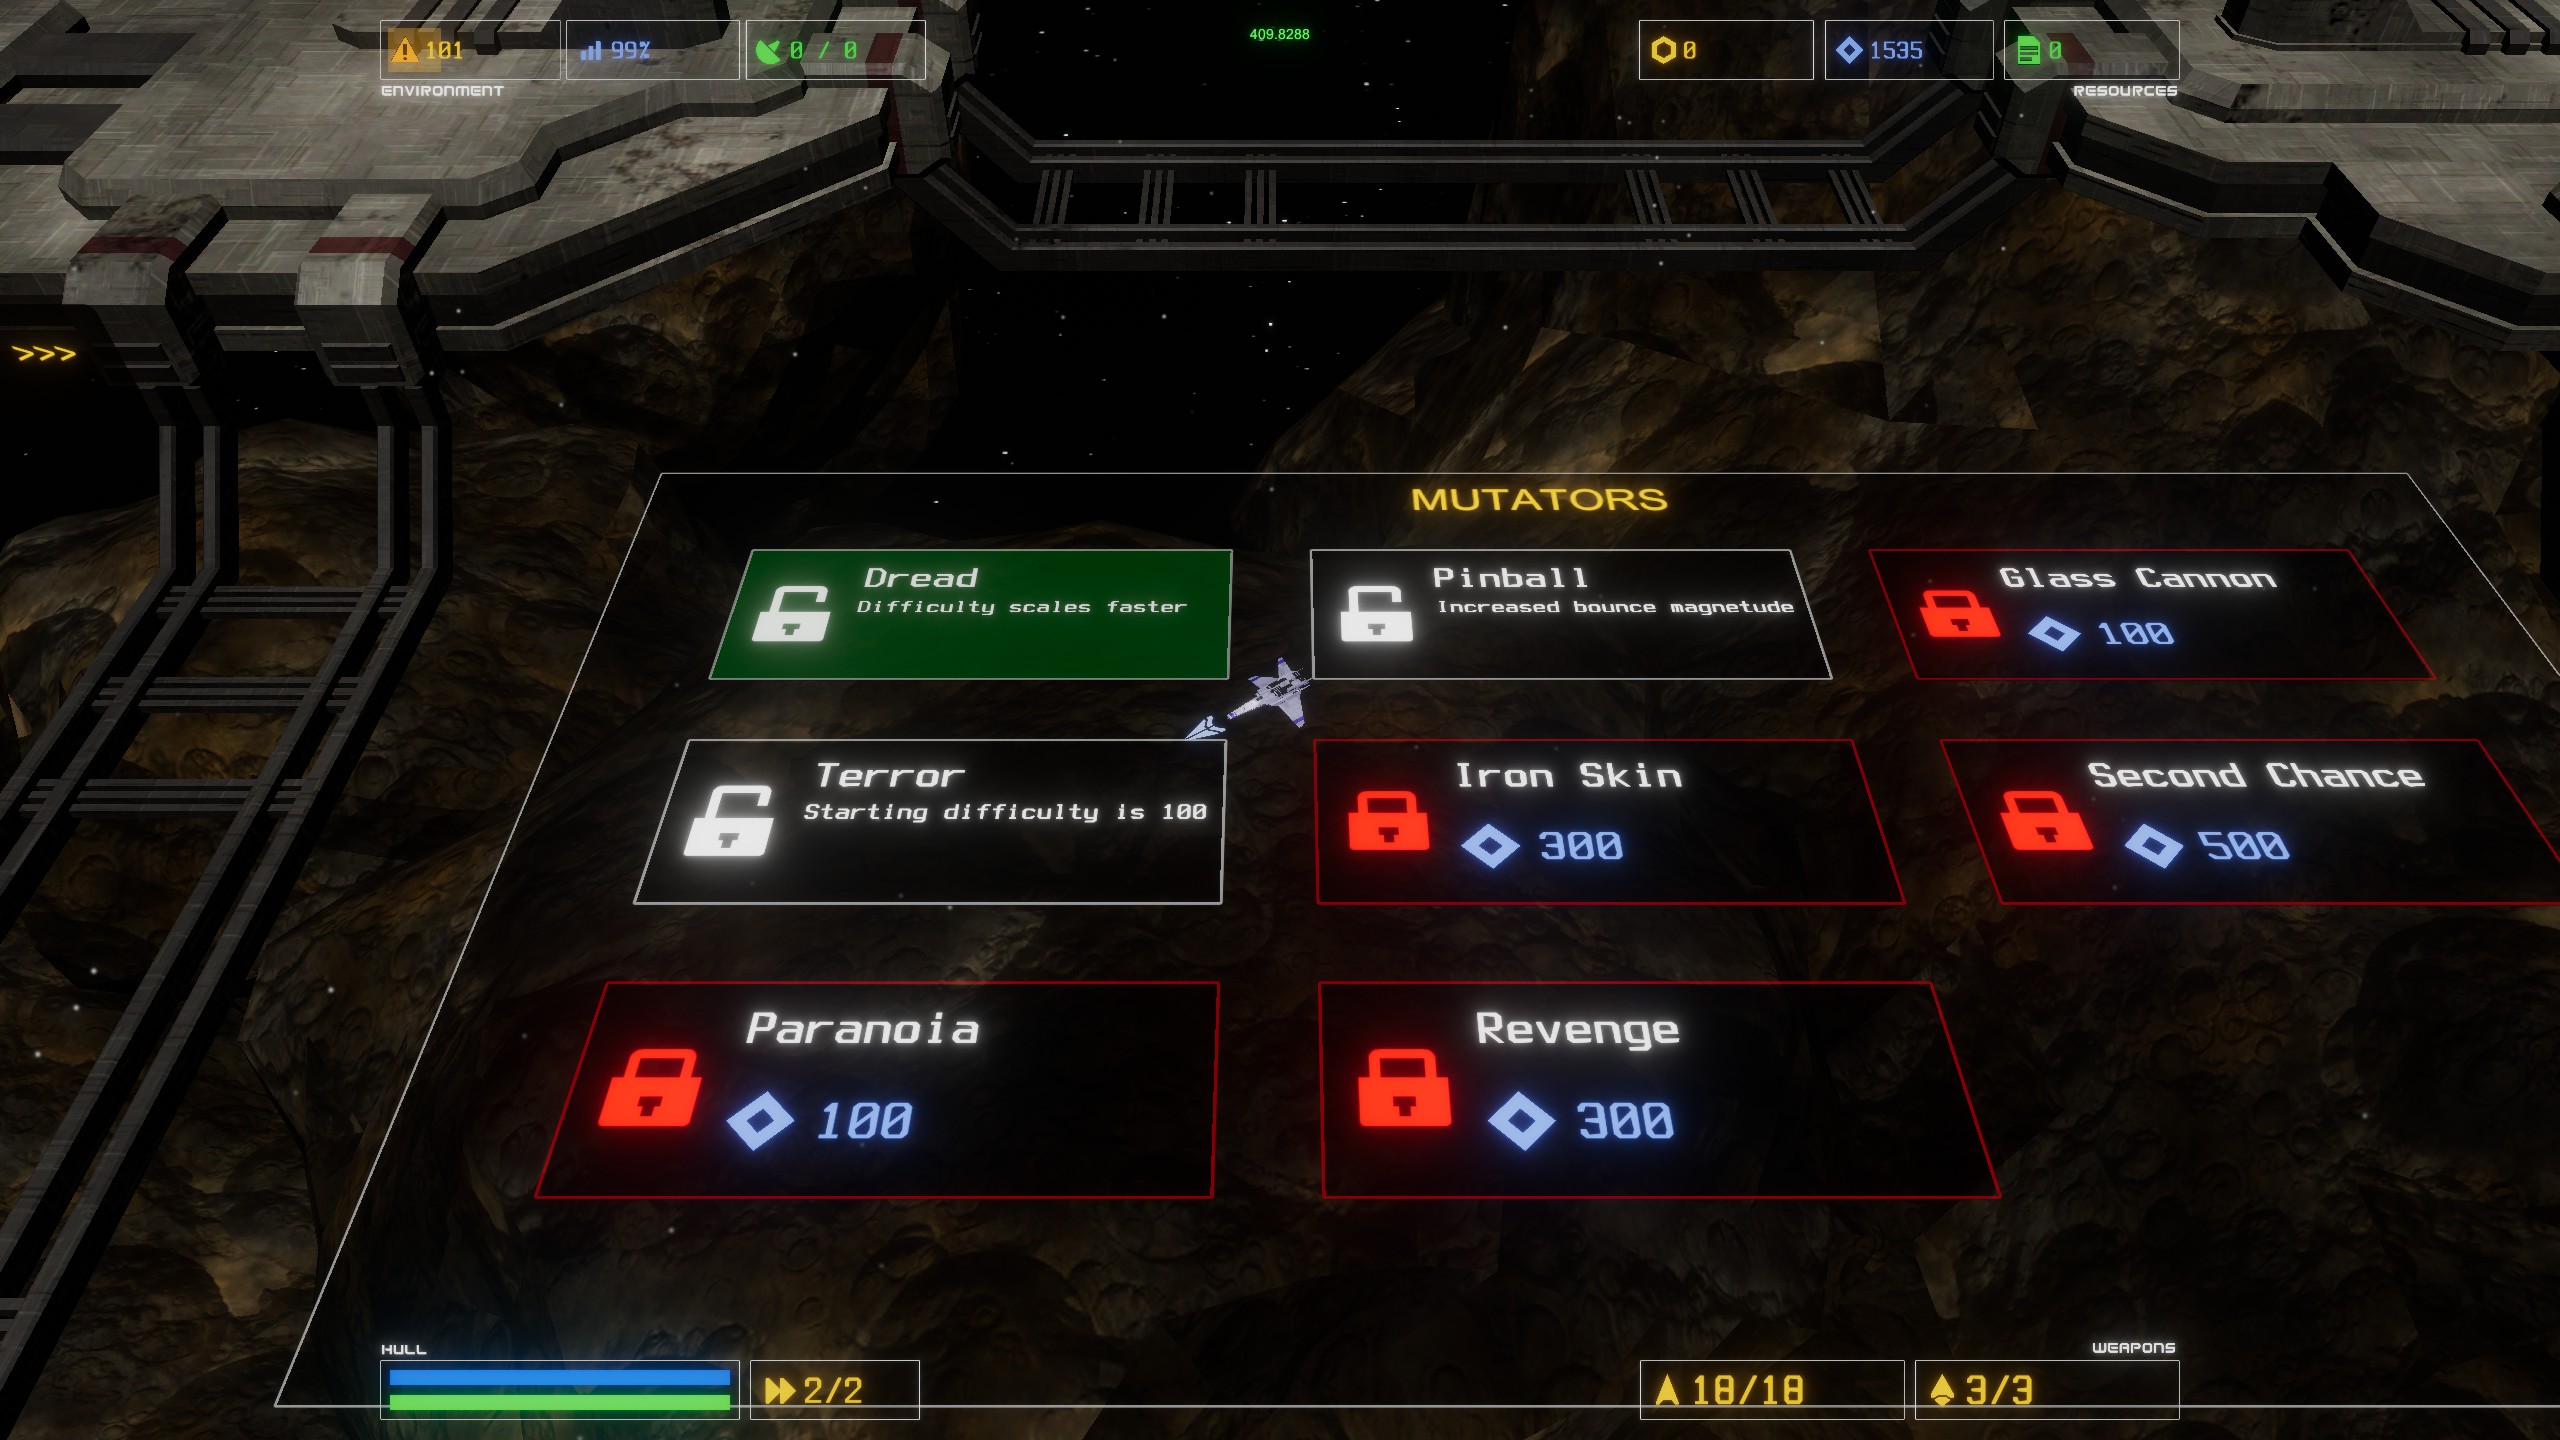 101
99%
0 / 0
ENVIRONMENT
409.8288
0
1535
0
RESOURCES
>>>
MUTATORS
Dread
Difficulty scales faster
Pinball
Increased bounce magnetude
Glass Cannon
100
Terror
Starting difficulty is 100
Iron Skin
300
Second Chance
500
Paranoia
100
Revenge
300
HULL
2/2
WEAPONS
18/18
3/3